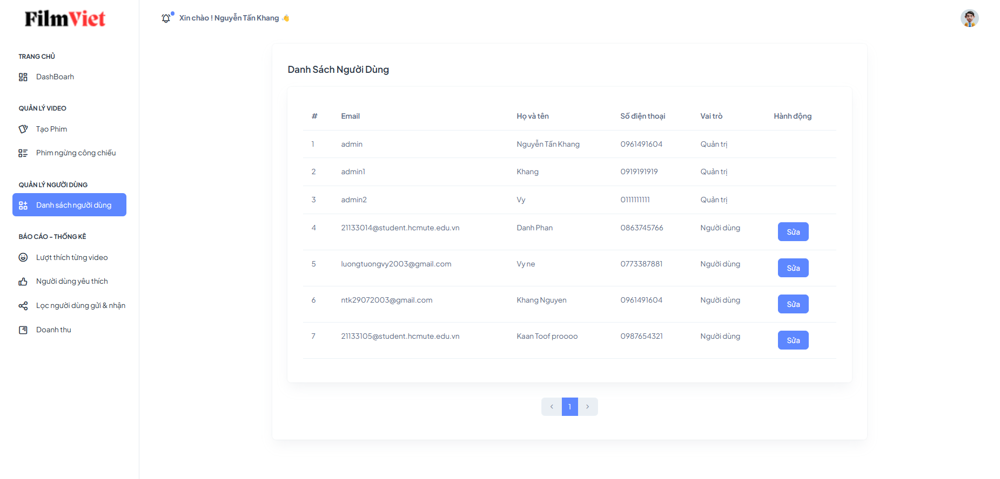 FilmViet
TRANG CHỦ
DashBoarh
QUẢN LÝ VIDEO
Tạo Phim
Phim ngừng công chiếu
QUẢN LÝ NGƯỜI DÙNG
Danh sách người dùng
BÁO CÁO - THỐNG KÊ
Lượt thích từng video
Người dùng yêu thích
Lọc người dùng gửi & nhận
Doanh thu
Xin chào ! Nguyễn Tấn Khang 👋
Danh Sách Người Dùng
# Email Họ và tên Số điện thoại Vai trò Hành động
1 admin Nguyễn Tấn Khang 0961491604 Quản trị
2 admin1 Khang 0919191919 Quản trị
3 admin2 Vy 0111111111 Quản trị
4 21133014@student.hcmute.edu.vn Danh Phan 0863745766 Người dùng Sửa
5 luongtuongvy2003@gmail.com Vy ne 0773387881 Người dùng Sửa
6 ntk29072003@gmail.com Khang Nguyen 0961491604 Người dùng Sửa
7 21133105@student.hcmute.edu.vn Kaan Toof proooo 0987654321 Người dùng Sửa
‹ 1 ›